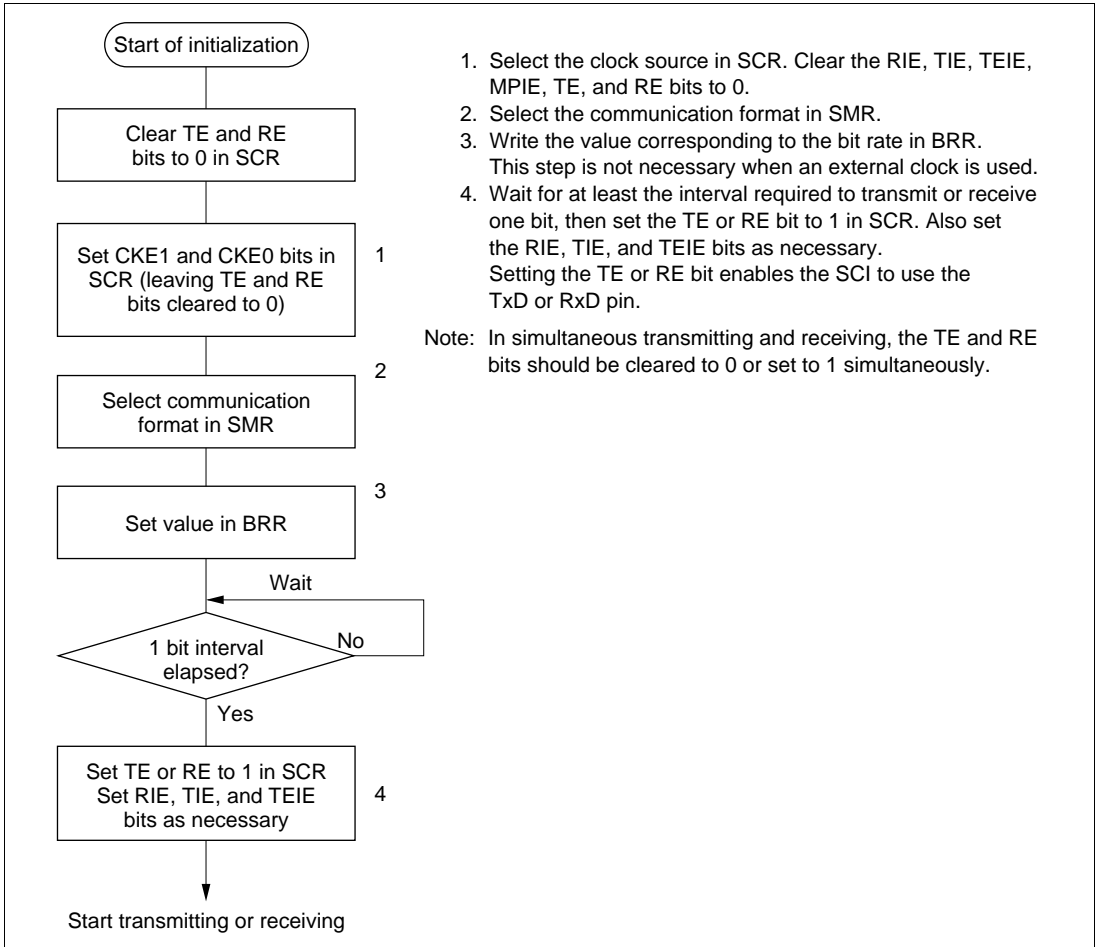 Start of initialization
Clear TE and RE
bits to 0 in SCR
Set CKE1 and CKE0 bits in
SCR (leaving TE and RE
bits cleared to 0)
1
2
Select communication
format in SMR
3
Set value in BRR
Wait
1 bit interval
elapsed?
No
Yes
Set TE or RE to 1 in SCR
Set RIE, TIE, and TEIE
bits as necessary
4
Start transmitting or receiving
1. Select the clock source in SCR. Clear the RIE, TIE, TEIE,
MPIE, TE, and RE bits to 0.
2. Select the communication format in SMR.
3. Write the value corresponding to the bit rate in BRR.
This step is not necessary when an external clock is used.
4. Wait for at least the interval required to transmit or receive
one bit, then set the TE or RE bit to 1 in SCR. Also set
the RIE, TIE, and TEIE bits as necessary.
Setting the TE or RE bit enables the SCI to use the
TxD or RxD pin.
Note: In simultaneous transmitting and receiving, the TE and RE
bits should be cleared to 0 or set to 1 simultaneously.